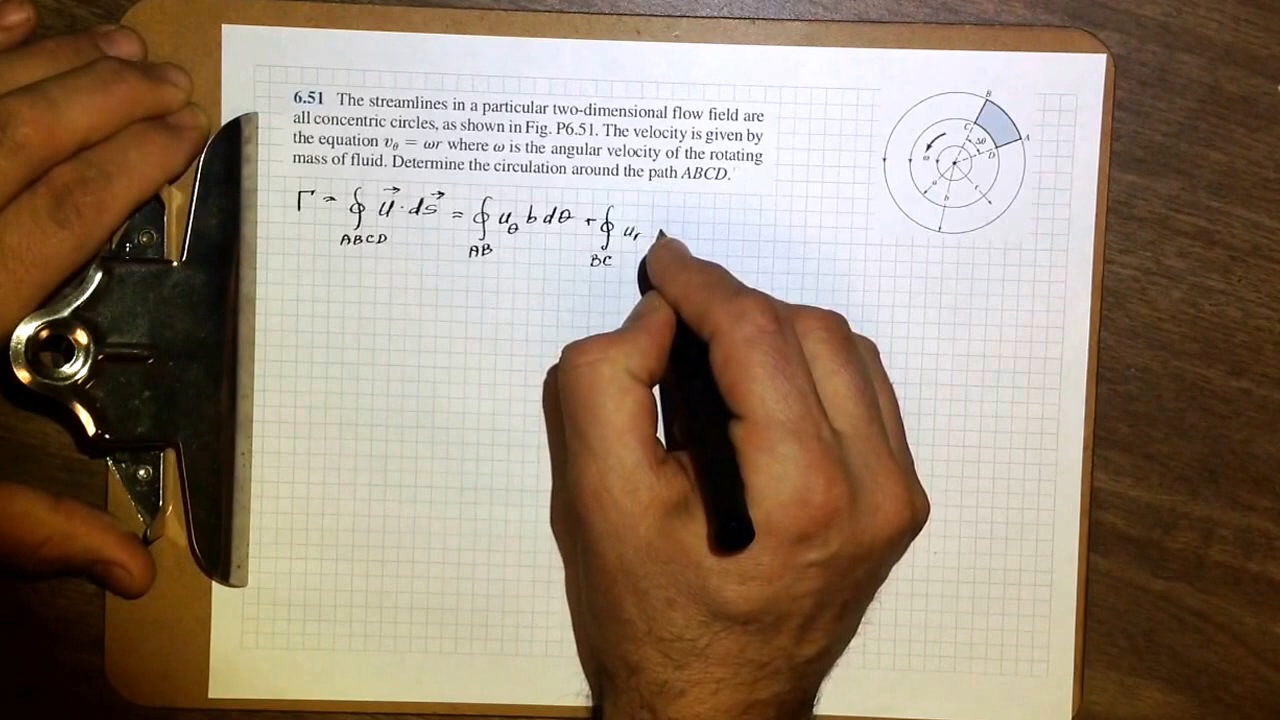 6.51 The streamlines in a particular two-dimensional flow field are
all concentric circles, as shown in Fig. P6.51. The velocity is given by
the equation v_θ = ωr where ω is the angular velocity of the rotating
mass of fluid. Determine the circulation around the path ABCD.
Γ = ∮ u⃗ · ds⃗ = ∮ u_θ b dθ + ∮ u_r
ABCD AB BC
B
A
C
Δθ
D
ω
a
r
b